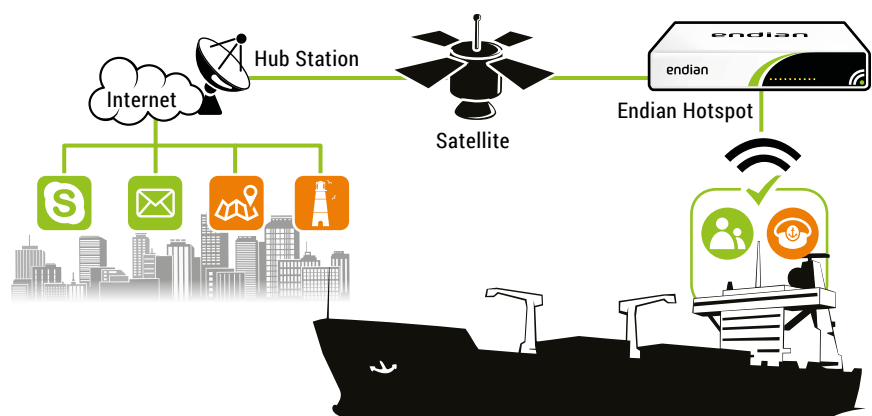 Hub Station
Internet
Satellite
endian
endian
Endian Hotspot
S